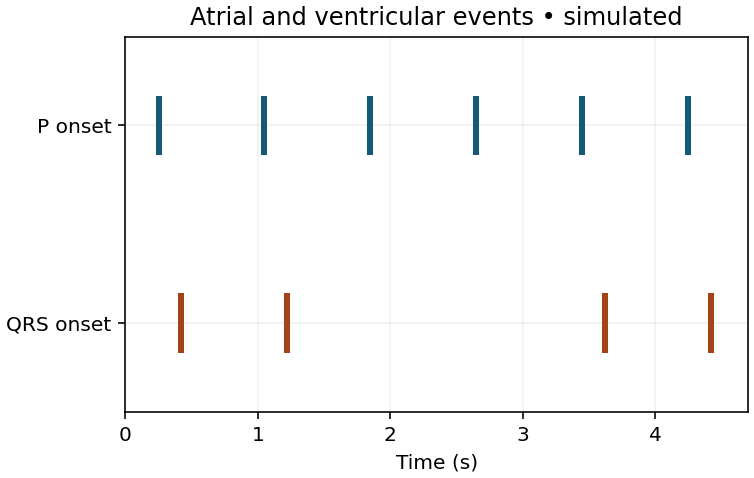 Atrial and ventricular events • simulated
P onset
QRS onset
0 1 2 3 4
Time (s)